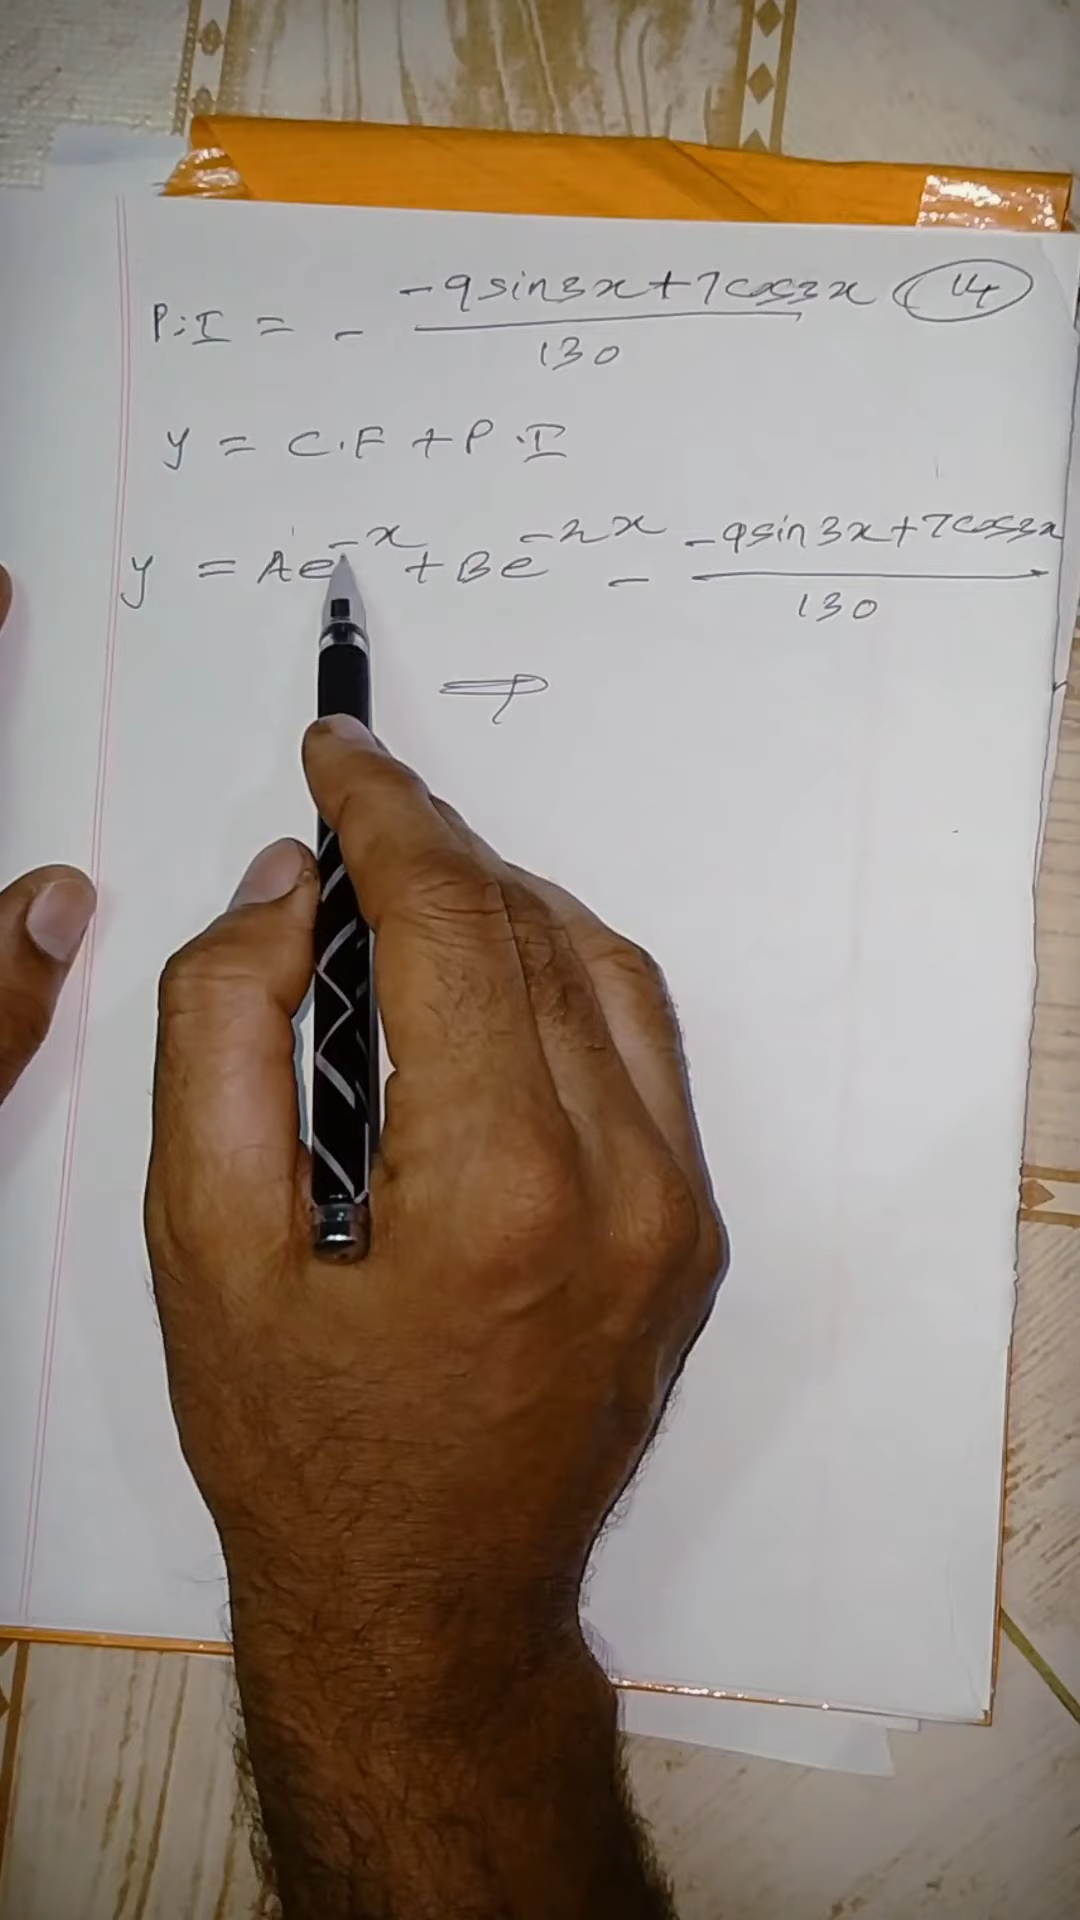 P.I = - -9sin3x+7cos3x / 130 (14)
y = C.F + P.I
y = Ae^-x + Be^-2x - -9sin3x+7cos3x / 130